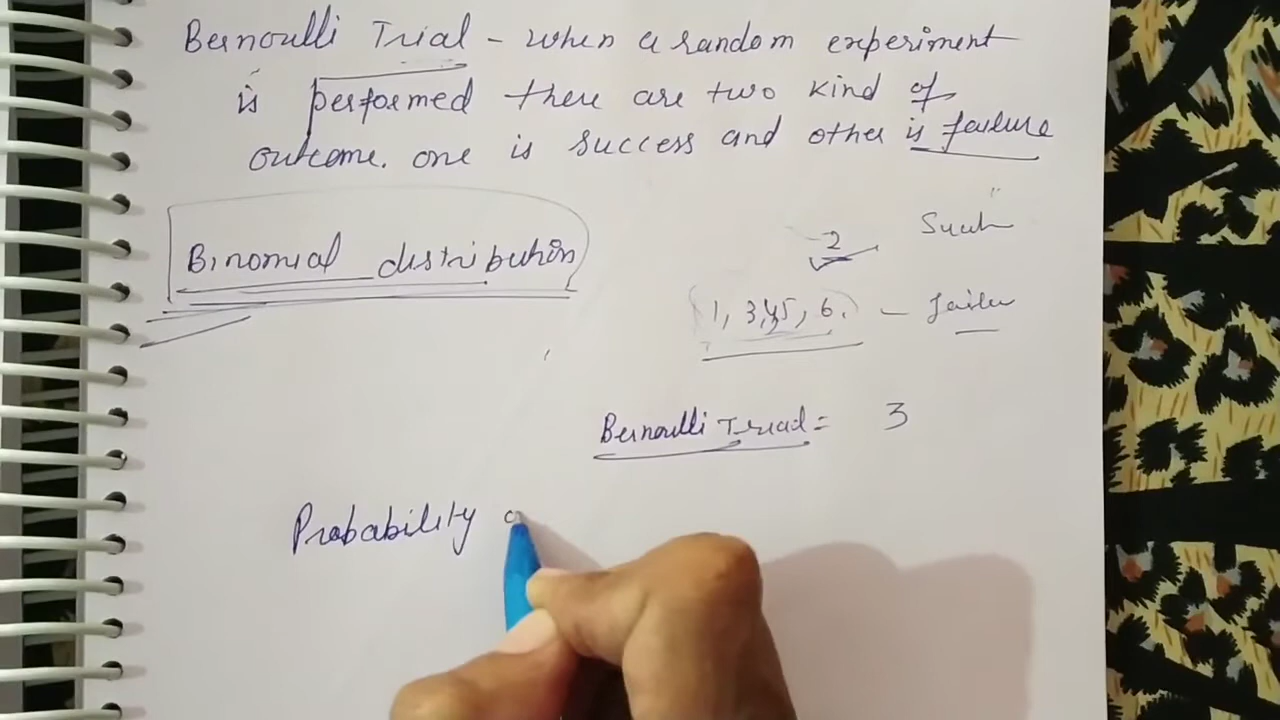 Bernoulli Trial - when a random experiment
is performed there are two kind of
outcome. one is success and other is failure
Binomial distribution
2
1, 3,4,5, 6. -
Bernoulli Triad = 3
Probability o